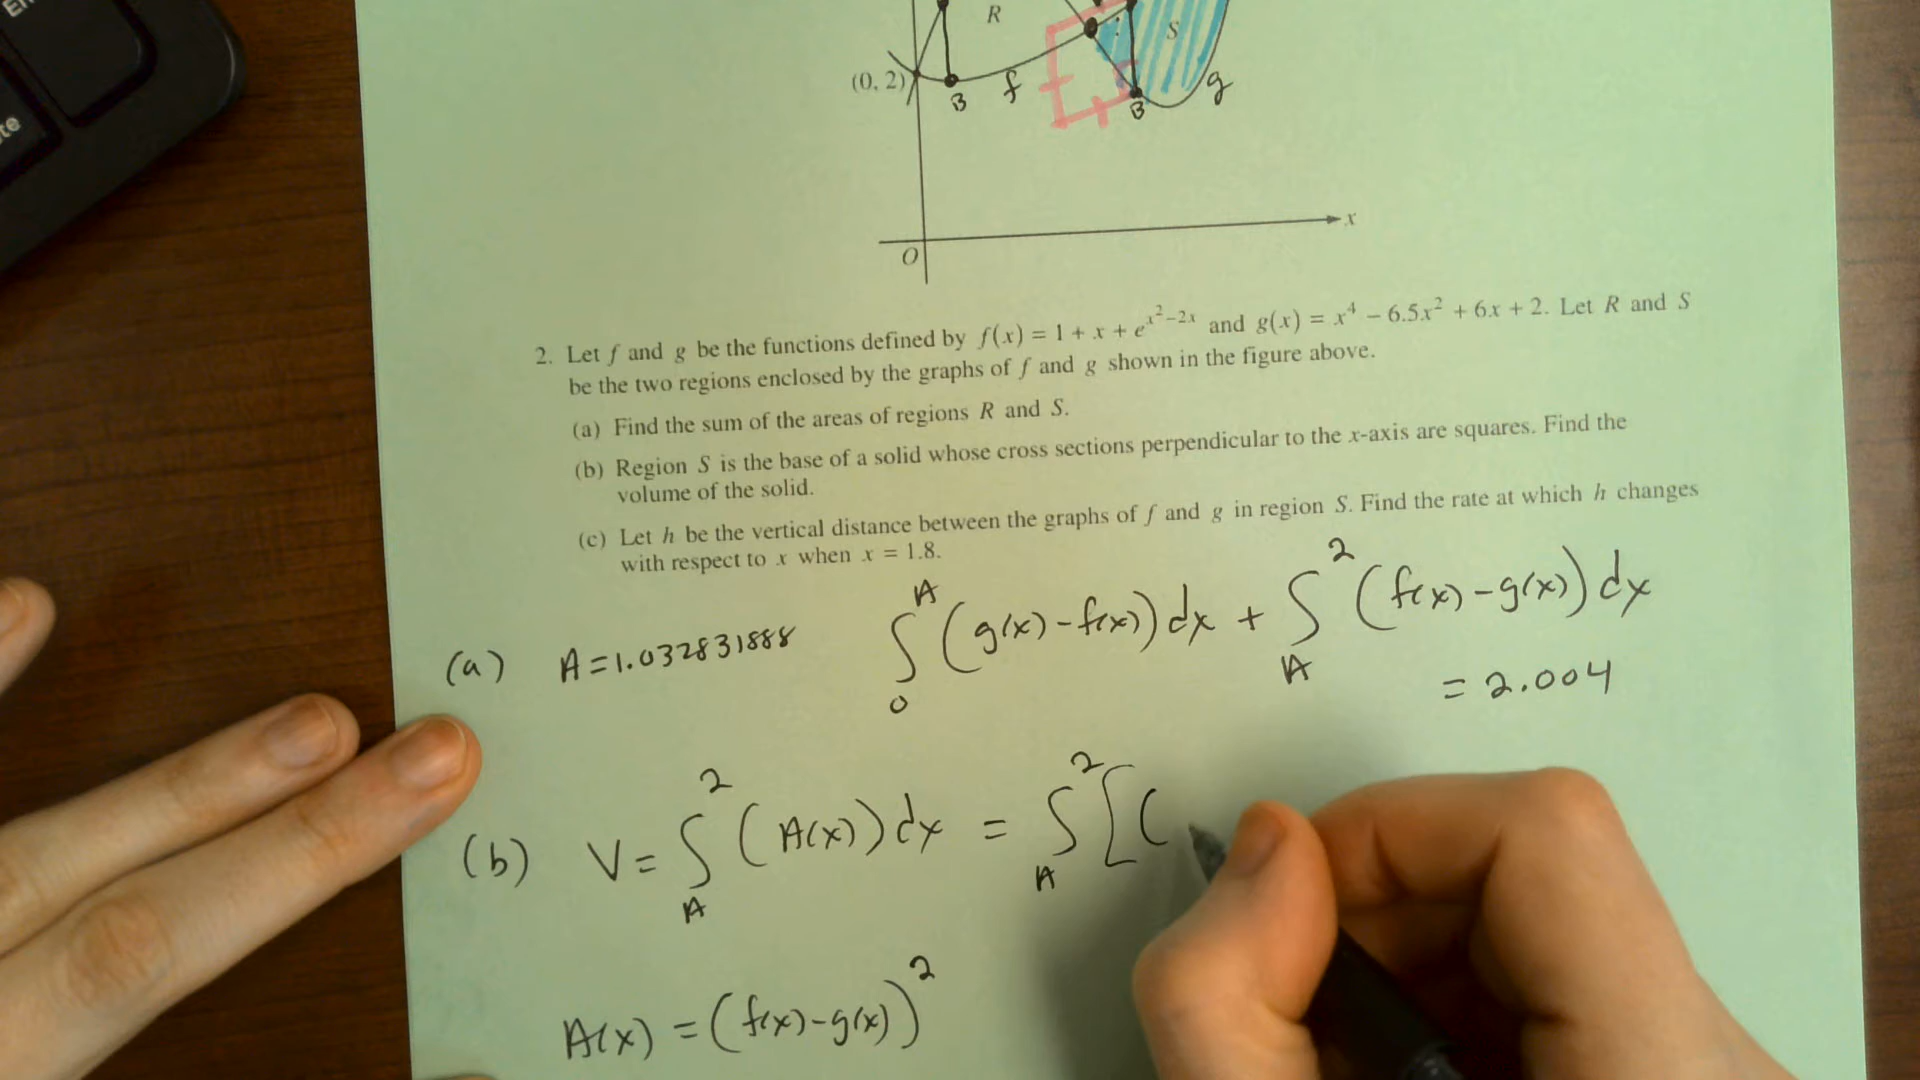 R
S
(0, 2)
B
f
B
g
x
O
2. Let f and g be the functions defined by f(x) = 1 + x + e^{x^2-2x} and g(x) = x^4 − 6.5x^2 + 6x + 2. Let R and S
be the two regions enclosed by the graphs of f and g shown in the figure above.
(a) Find the sum of the areas of regions R and S.
(b) Region S is the base of a solid whose cross sections perpendicular to the x-axis are squares. Find the
volume of the solid.
(c) Let h be the vertical distance between the graphs of f and g in region S. Find the rate at which h changes
with respect to x when x = 1.8.
(a) A=1.032831888 ∫_0^A (g(x)-f(x))dx + ∫_A^2 (f(x)-g(x))dx
= 2.004
(b) V= ∫_A^2 (A(x))dx = ∫_A^2 [(
A(x) = (f(x)-g(x))^2